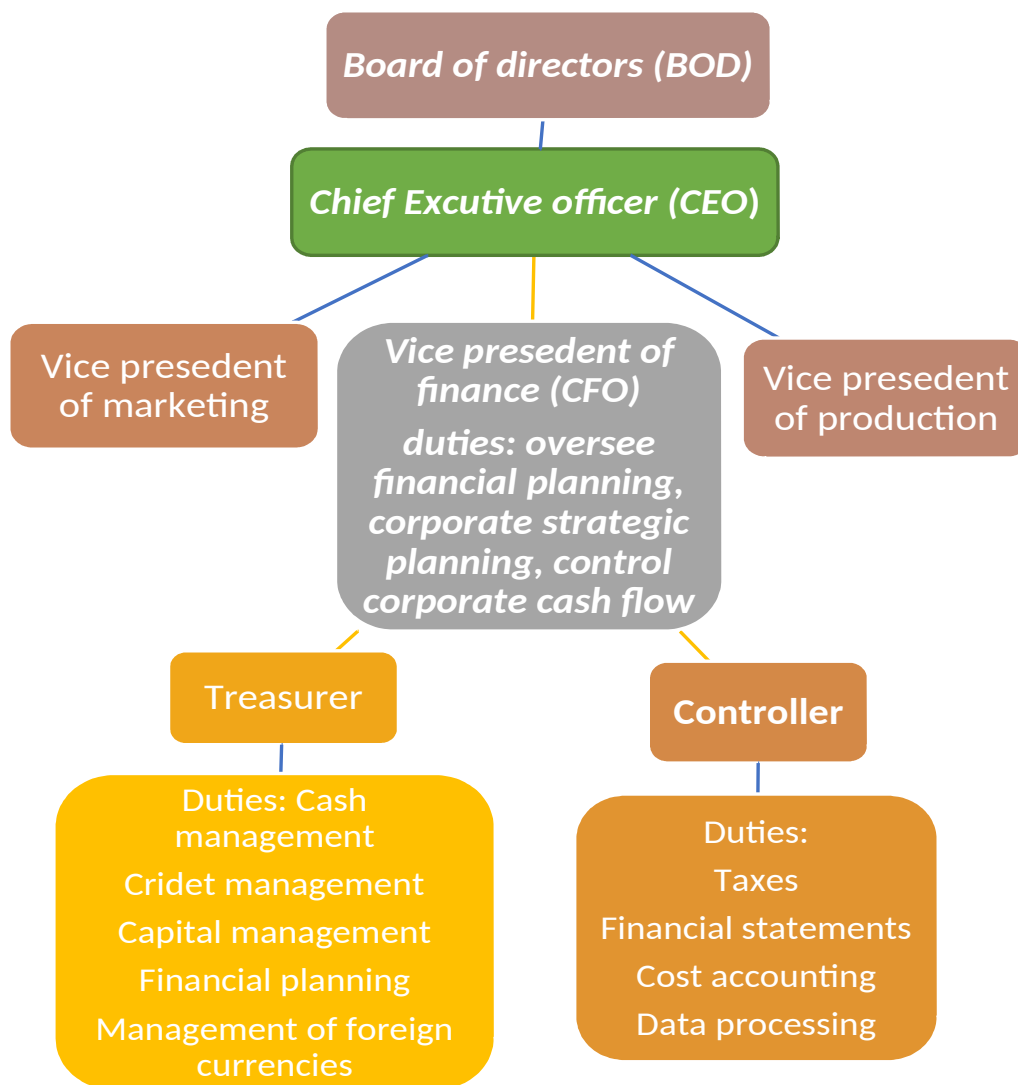 Board of directors (BOD)
Chief Excutive officer (CEO)
Vice presedent
of marketing
Vice presedent of
finance (CFO)
duties: oversee
financial planning,
corporate strategic
planning, control
corporate cash flow
Vice presedent
of production
Treasurer
Controller
Duties: Cash
management
Cridet management
Capital management
Financial planning
Management of foreign
currencies
Duties:
Taxes
Financial statements
Cost accounting
Data processing